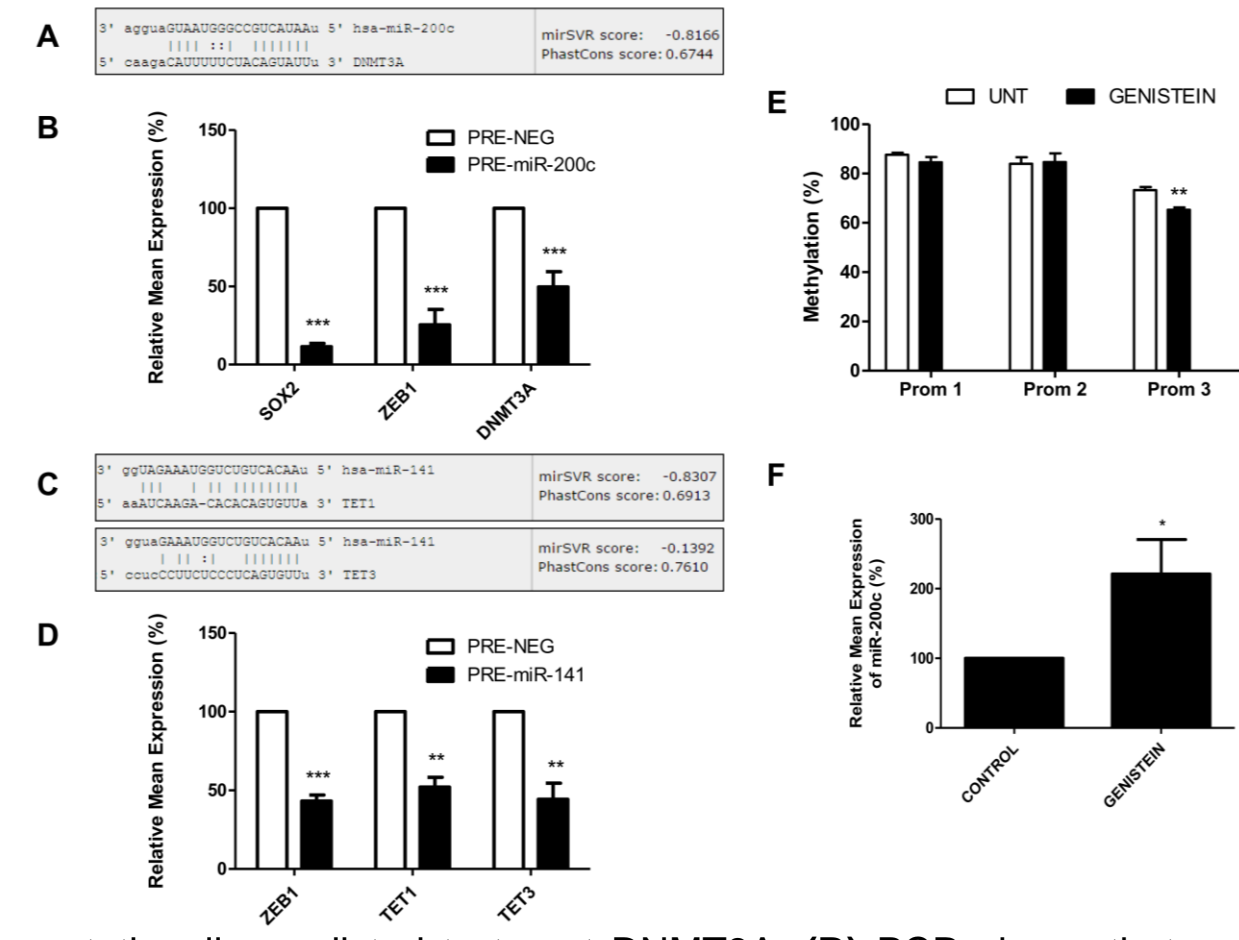 A
3' agguaGUAAUGGGCCGUCAUAAu 5' hsa-miR-200c
|||| ::| |||||||
5' caagaCAUUUUUCUACAGUAUUu 3' DNMT3A
mirSVR score: -0.8166
PhastCons score: 0.6744
B
Relative Mean Expression (%)
150
100
50
0
PRE-NEG
PRE-miR-200c
***
***
***
SOX2
ZEB1
DNMT3A
C
3' ggUAGAAAUGGUCUGUCACAAu 5' hsa-miR-141
||| | || ||||||||
5' aaAUCAAGA-CACACAGUGUUa 3' TET1
mirSVR score: -0.8307
PhastCons score: 0.6913
3' gguaGAAAUGGUCUGUCACAAu 5' hsa-miR-141
| || :| |||||||
5' ccucCCUUCUCCCUCAGUGUUu 3' TET3
mirSVR score: -0.1392
PhastCons score: 0.7610
D
Relative Mean Expression (%)
150
100
50
0
PRE-NEG
PRE-miR-141
***
**
**
ZEB1
TET1
TET3
E
UNT
GENISTEIN
Methylation (%)
100
80
60
40
20
0
**
Prom 1
Prom 2
Prom 3
F
Relative Mean Expression
of miR-200c (%)
300
200
100
0
*
CONTROL
GENISTEIN